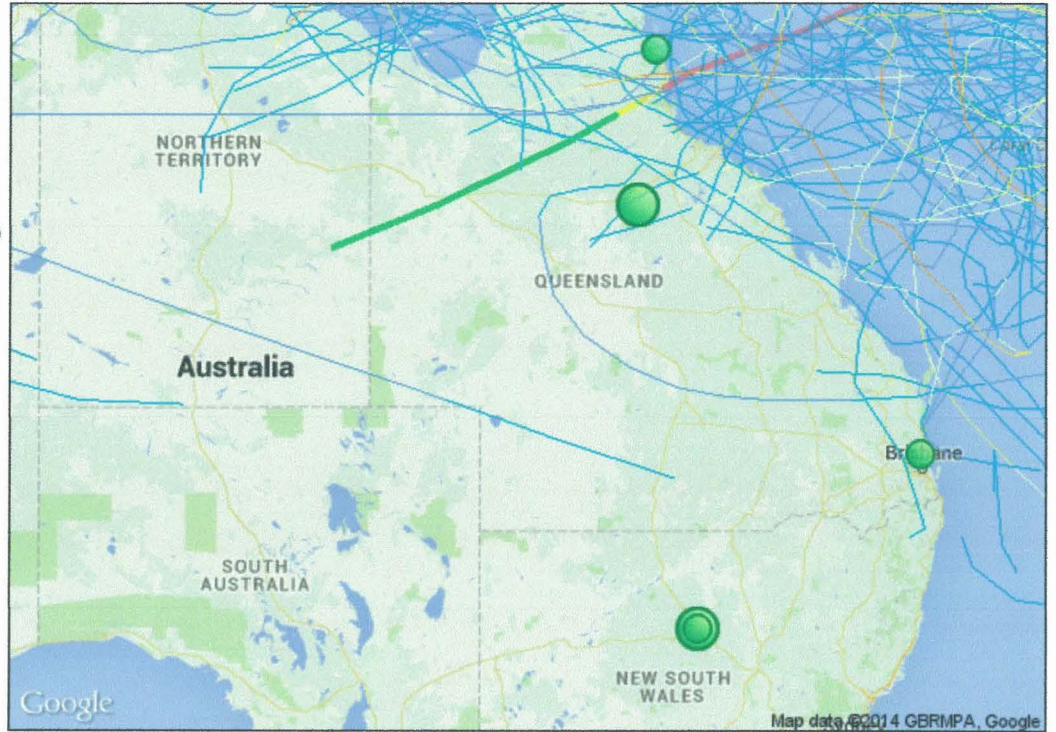 NORTHERN
TERRITORY
QUEENSLAND
Australia
SOUTH
AUSTRALIA
NEW SOUTH
WALES
Google
Map data ©2014 GBRMPA, Google